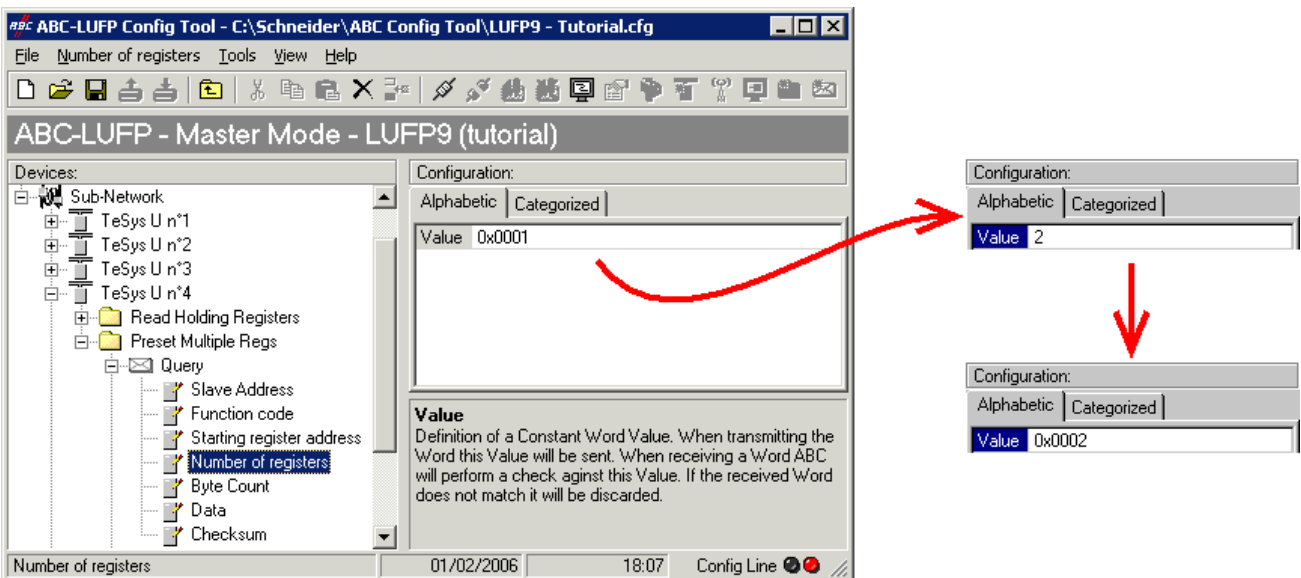 ABC ABC-LUFP Config Tool - C:\Schneider\ABC Config Tool\LUFP9 - Tutorial.cfg
File Number of registers Tools View Help
ABC-LUFP - Master Mode - LUFP9 (tutorial)
Devices:
Sub-Network
TeSys U n°1
TeSys U n°2
TeSys U n°3
TeSys U n°4
Read Holding Registers
Preset Multiple Regs
Query
Slave Address
Function code
Starting register address
Number of registers
Byte Count
Data
Checksum
Configuration:
Alphabetic Categorized
Value 0x0001
Value
Definition of a Constant Word Value. When transmitting the
Word this Value will be sent. When receiving a Word ABC
will perform a check aginst this Value. If the received Word
does not match it will be discarded.
Number of registers 01/02/2006 18:07 Config Line
Configuration:
Alphabetic Categorized
Value 2
Configuration:
Alphabetic Categorized
Value 0x0002